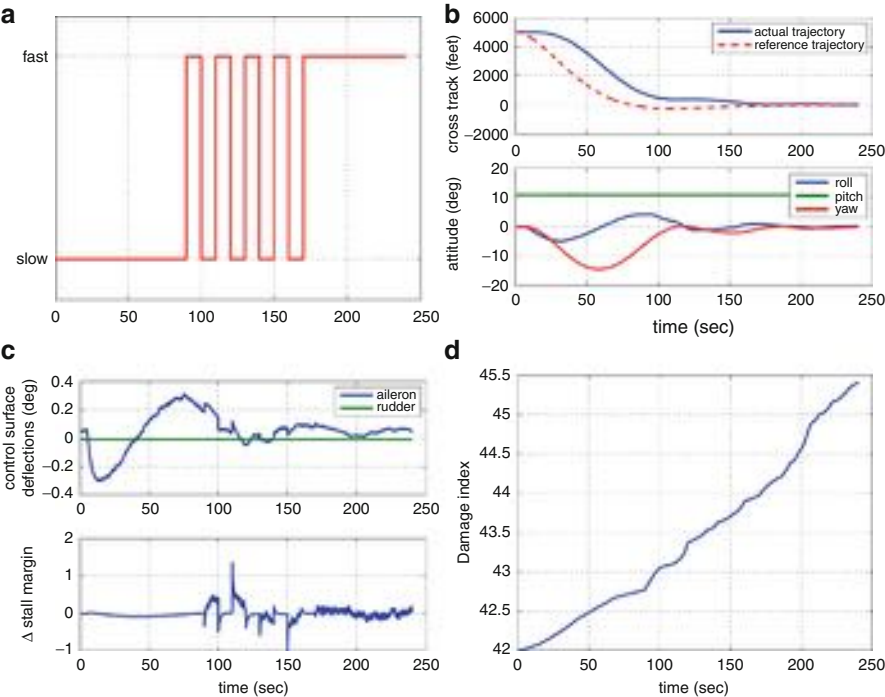 a
fast
slow
0 50 100 150 200 250
b
6000
4000
2000
0
−2000
cross track (feet)
actual trajectory
reference trajectory
0 50 100 150 200 250
20
10
0
−10
−20
attitude (deg)
roll
pitch
yaw
0 50 100 150 200 250
time (sec)
c
0.4
0.2
0
−0.2
−0.4
control surface
deflections (deg)
aileron
rudder
0 50 100 150 200 250
2
1
0
−1
Δ stall margin
0 50 100 150 200 250
time (sec)
d
45.5
45
44.5
44
43.5
43
42.5
42
Damage index
0 50 100 150 200 250
time (sec)